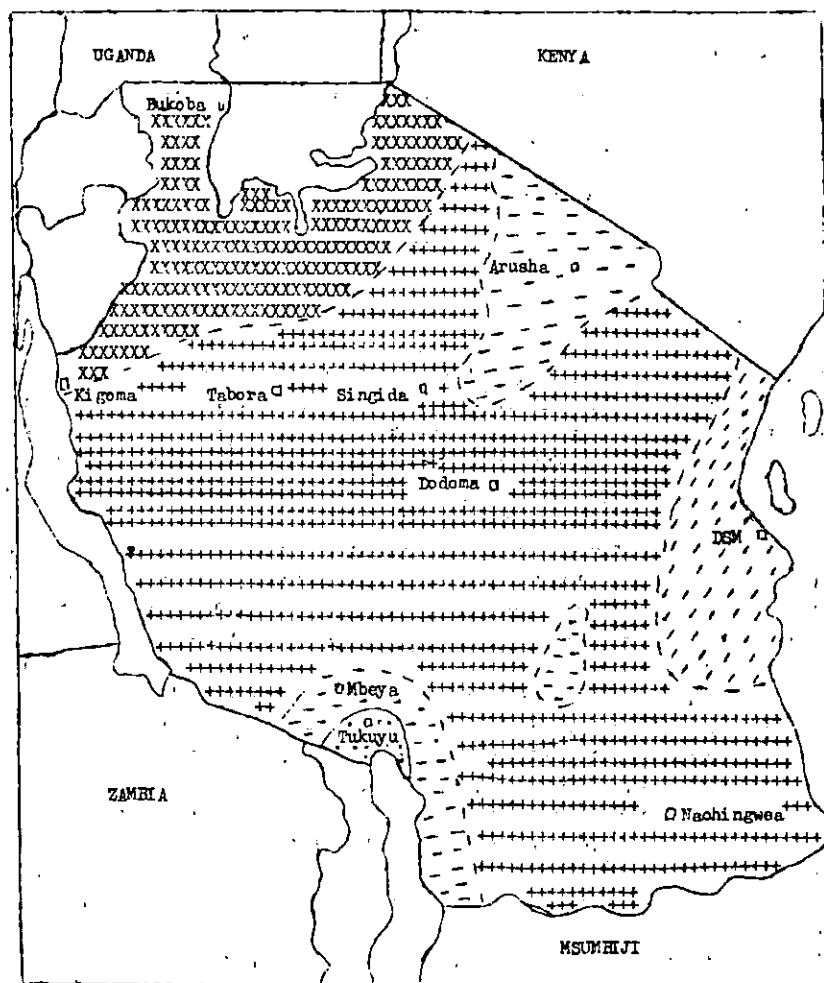 UGANDA
KENYA
Bukoba
Arusha
Kigoma
Tabora
Singida
Dodoma
DSM
Mbeya
Tukuyu
ZAMBIA
Nachingwea
MSUMBIJI